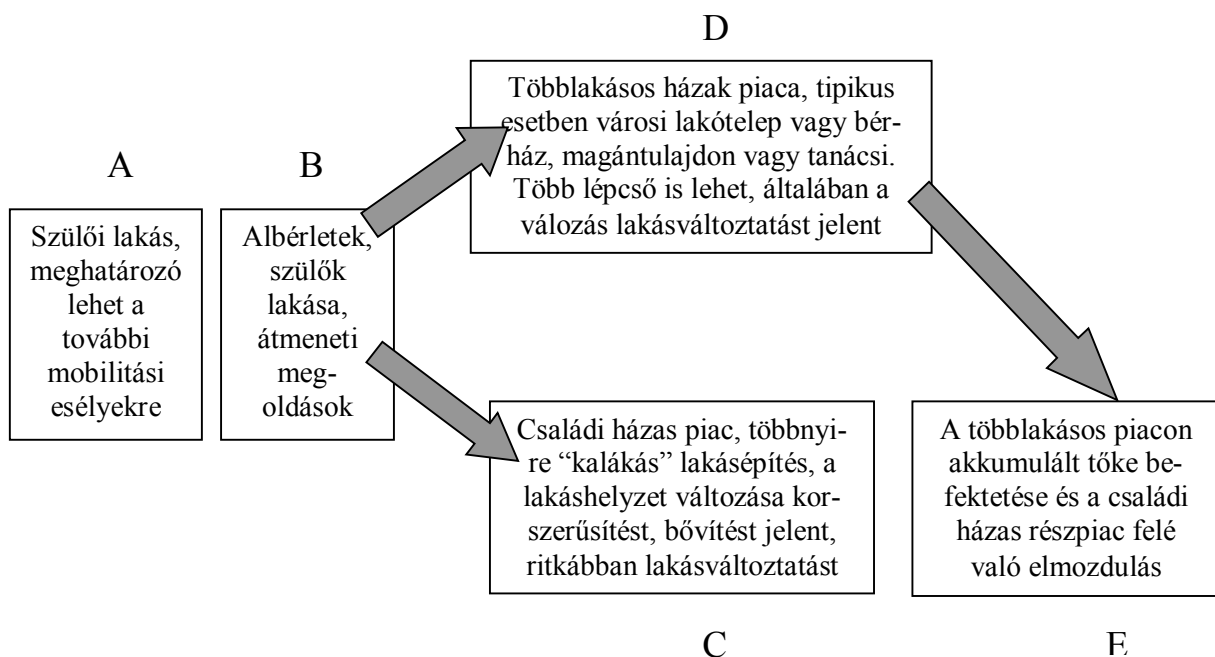 A
Szülői lakás,
meghatározó
lehet a
további
mobilitási
esélyekre
B
Albérletek,
szülők
lakása,
átmeneti
meg-
oldások
D
Többlakásos házak piaca, tipikus
esetben városi lakótelep vagy bér-
ház, magántulajdon vagy tanácsi.
Több lépcső is lehet, általában a
válozás lakásváltoztatást jelent
Családi házas piac, többnyi-
re “kalákás” lakásépítés, a
lakáshelyzet változása kor-
szerűsítést, bővítést jelent,
ritkábban lakásváltoztatást
C
A többlakásos piacon
akkumulált tőke be-
fektetése és a családi
házas részpiac felé
való elmozdulás
E